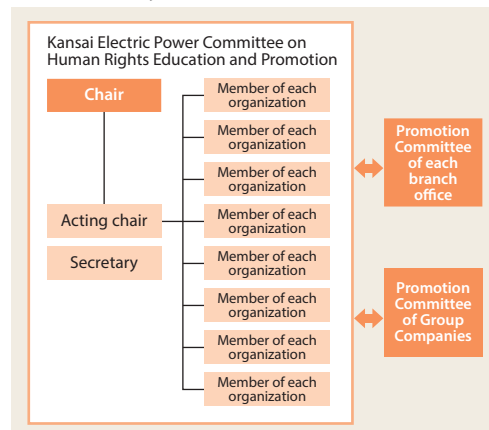 Kansai Electric Power Committee on
Human Rights Education and Promotion
Chair
Acting chair
Secretary
Member of each
organization
Member of each
organization
Member of each
organization
Member of each
organization
Member of each
organization
Member of each
organization
Member of each
organization
Member of each
organization
Promotion
Committee
of each
branch
office
Promotion
Committee
of Group
Companies